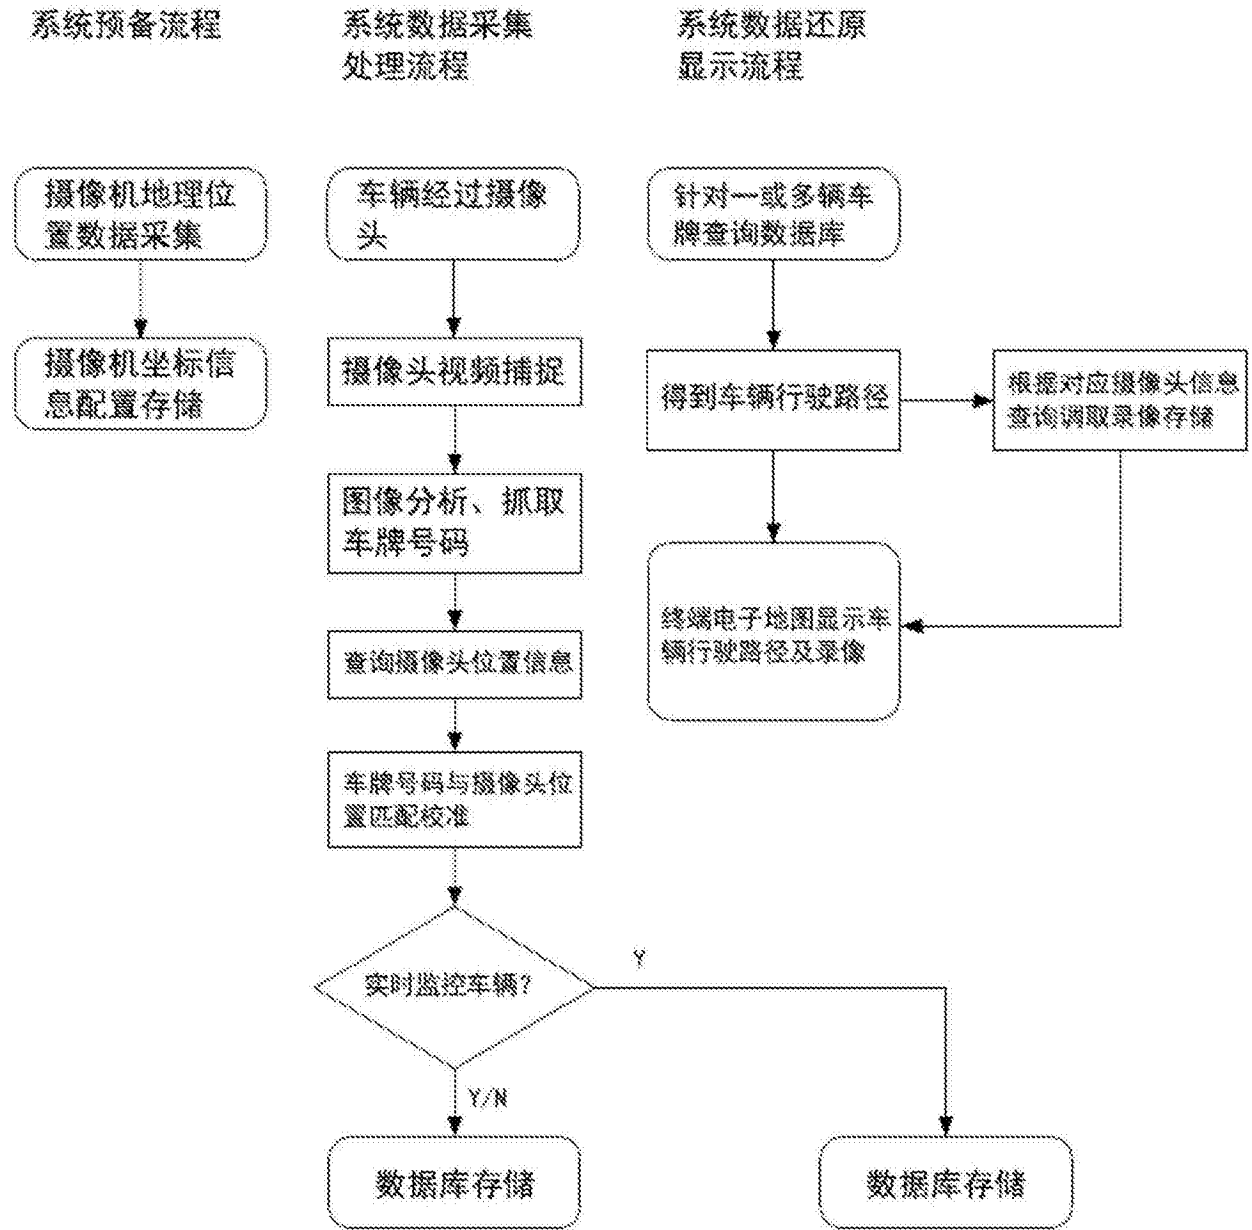 系统预备流程
系统数据采集
处理流程
系统数据还原
显示流程
摄像机地理位
置数据采集
摄像机坐标信
息配置存储
车辆经过摄像
头
摄像头视频捕捉
图像分析、抓取
车牌号码
查询摄像头位置信息
车牌号码与摄像头位
置匹配校准
实时监控车辆?
Y
Y/N
数据库存储
数据库存储
针对一或多辆车
牌查询数据库
得到车辆行驶路径
根据对应摄像头信息
查询调取录像存储
终端电子地图显示车
辆行驶路径及录像